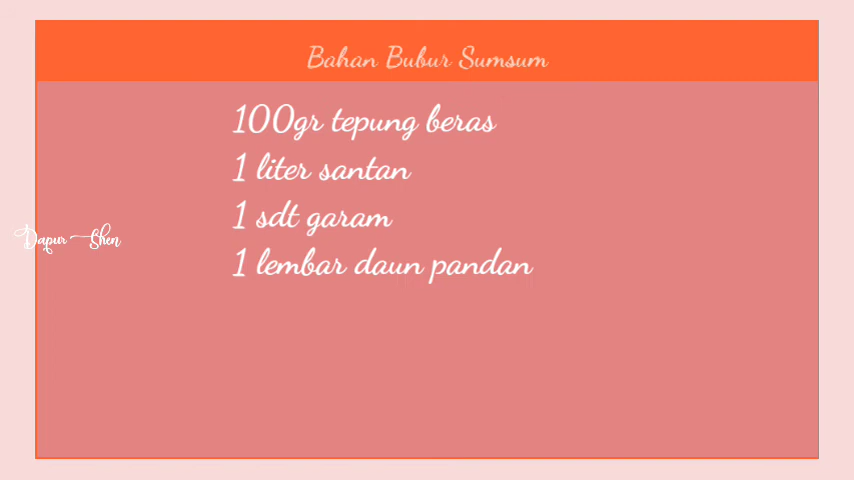 Bahan Bubur Sumsum
100gr tepung beras
1 liter santan
1 sdt garam
Dapur Shen
1 lembar daun pandan